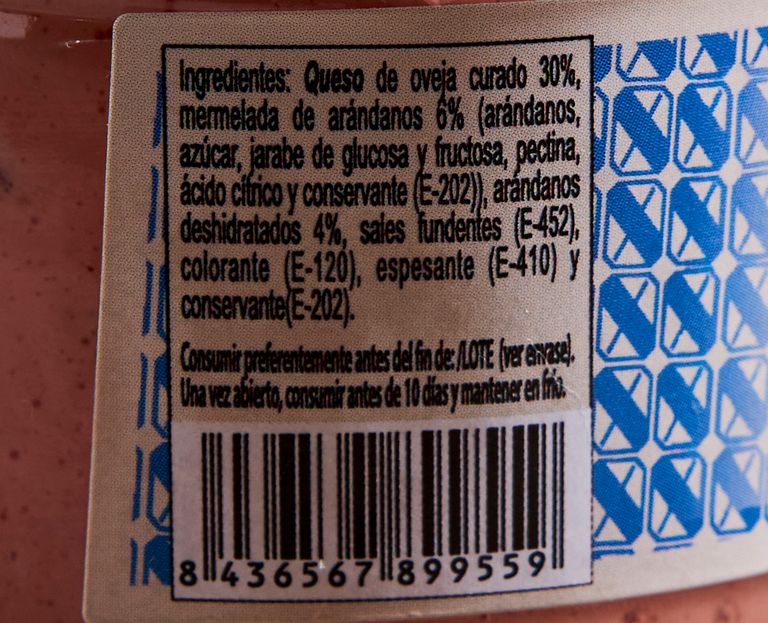 Ingredientes: Queso de oveja curado 30%,
mermelada de arándanos 6% (arándanos,
azúcar, jarabe de glucosa y fructosa, pectina,
ácido cítrico y conservante (E-202)), arándanos
deshidratados 4%, sales fundentes (E-452),
colorante (E-120), espesante (E-410) y
conservante(E-202).
Consumir preferentemente antes del fin de: /LOTE (ver envase).
Una vez abierto, consumir antes de 10 días y mantener en frío.
8 436567 899559